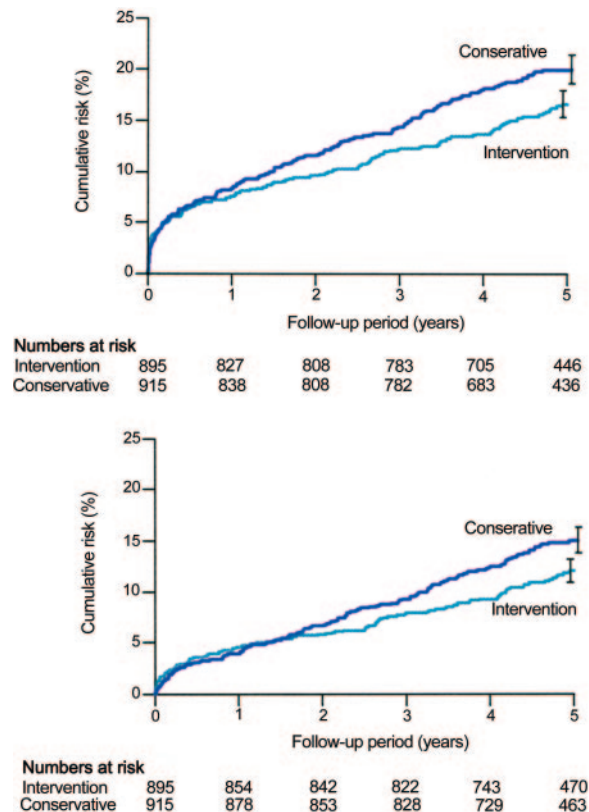 Conserative
25
20
15
10
5
0
Cumulative risk (%)
Intervention
0 1 2 3 4 5
Follow-up period (years)
Numbers at risk
Intervention 895 827 808 783 705 446
Conservative 915 838 808 782 683 436
25
20
15
10
5
0
Cumulative risk (%)
Conserative
Intervention
0 1 2 3 4 5
Follow-up period (years)
Numbers at risk
Intervention 895 854 842 822 743 470
Conservative 915 878 853 828 729 463